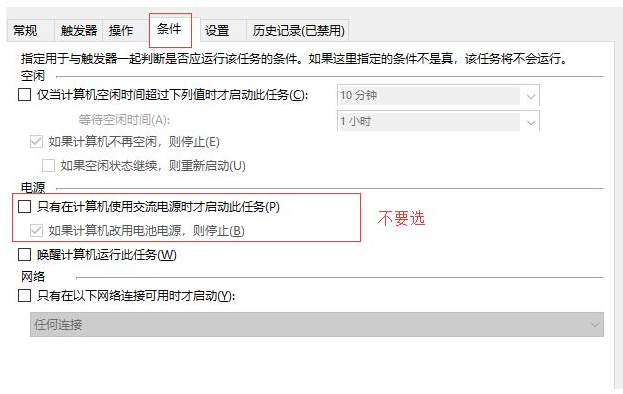 常规 触发器 操作 条件 设置 历史记录(已禁用)
指定用于与触发器一起判断是否应运行该任务的条件。如果这里指定的条件不是真，该任务将不会运行。
空闲
仅当计算机空闲时间超过下列值时才启动此任务(C): 10 分钟
等待空闲时间(A): 1 小时
如果计算机不再空闲，则停止(E)
如果空闲状态继续，则重新启动(U)
电源
只有在计算机使用交流电源时才启动此任务(P)
如果计算机改用电池电源，则停止(B)
不要选
唤醒计算机运行此任务(W)
网络
只有在以下网络连接可用时才启动(Y):
任何连接